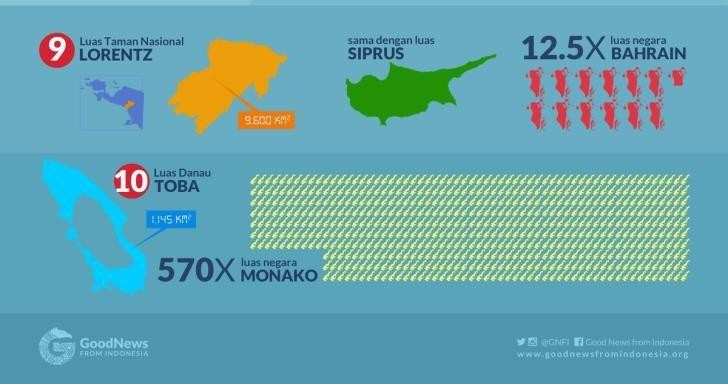 9 Luas Taman Nasional
LORENTZ
9.600 KM²
sama dengan luas
SIPRUS
12.5X luas negara
BAHRAIN
10 Luas Danau
TOBA
1,145 KM²
570X luas negara
MONAKO
GoodNews
FROM INDONESIA
@GNFI Good News from Indonesia
www.goodnewsfromindonesia.org